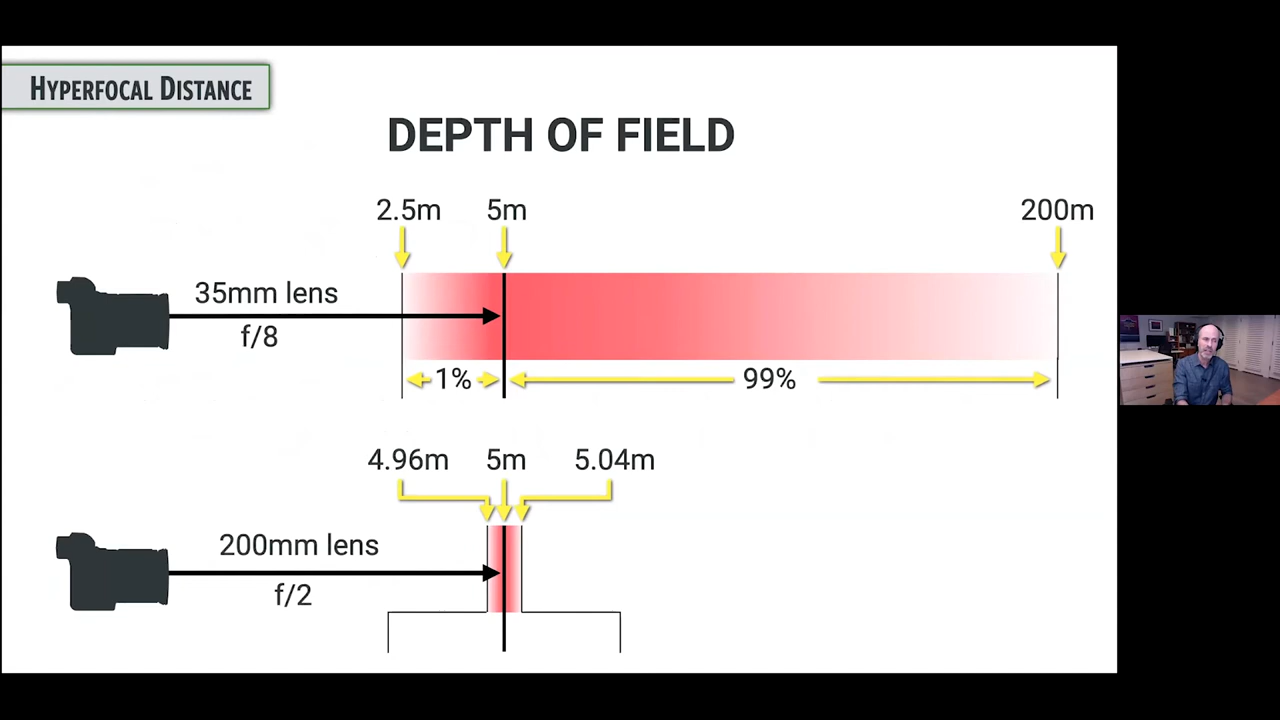 HYPERFOCAL DISTANCE
DEPTH OF FIELD
2.5m 5m 200m
35mm lens
f/8
1% 99%
4.96m 5m 5.04m
200mm lens
f/2